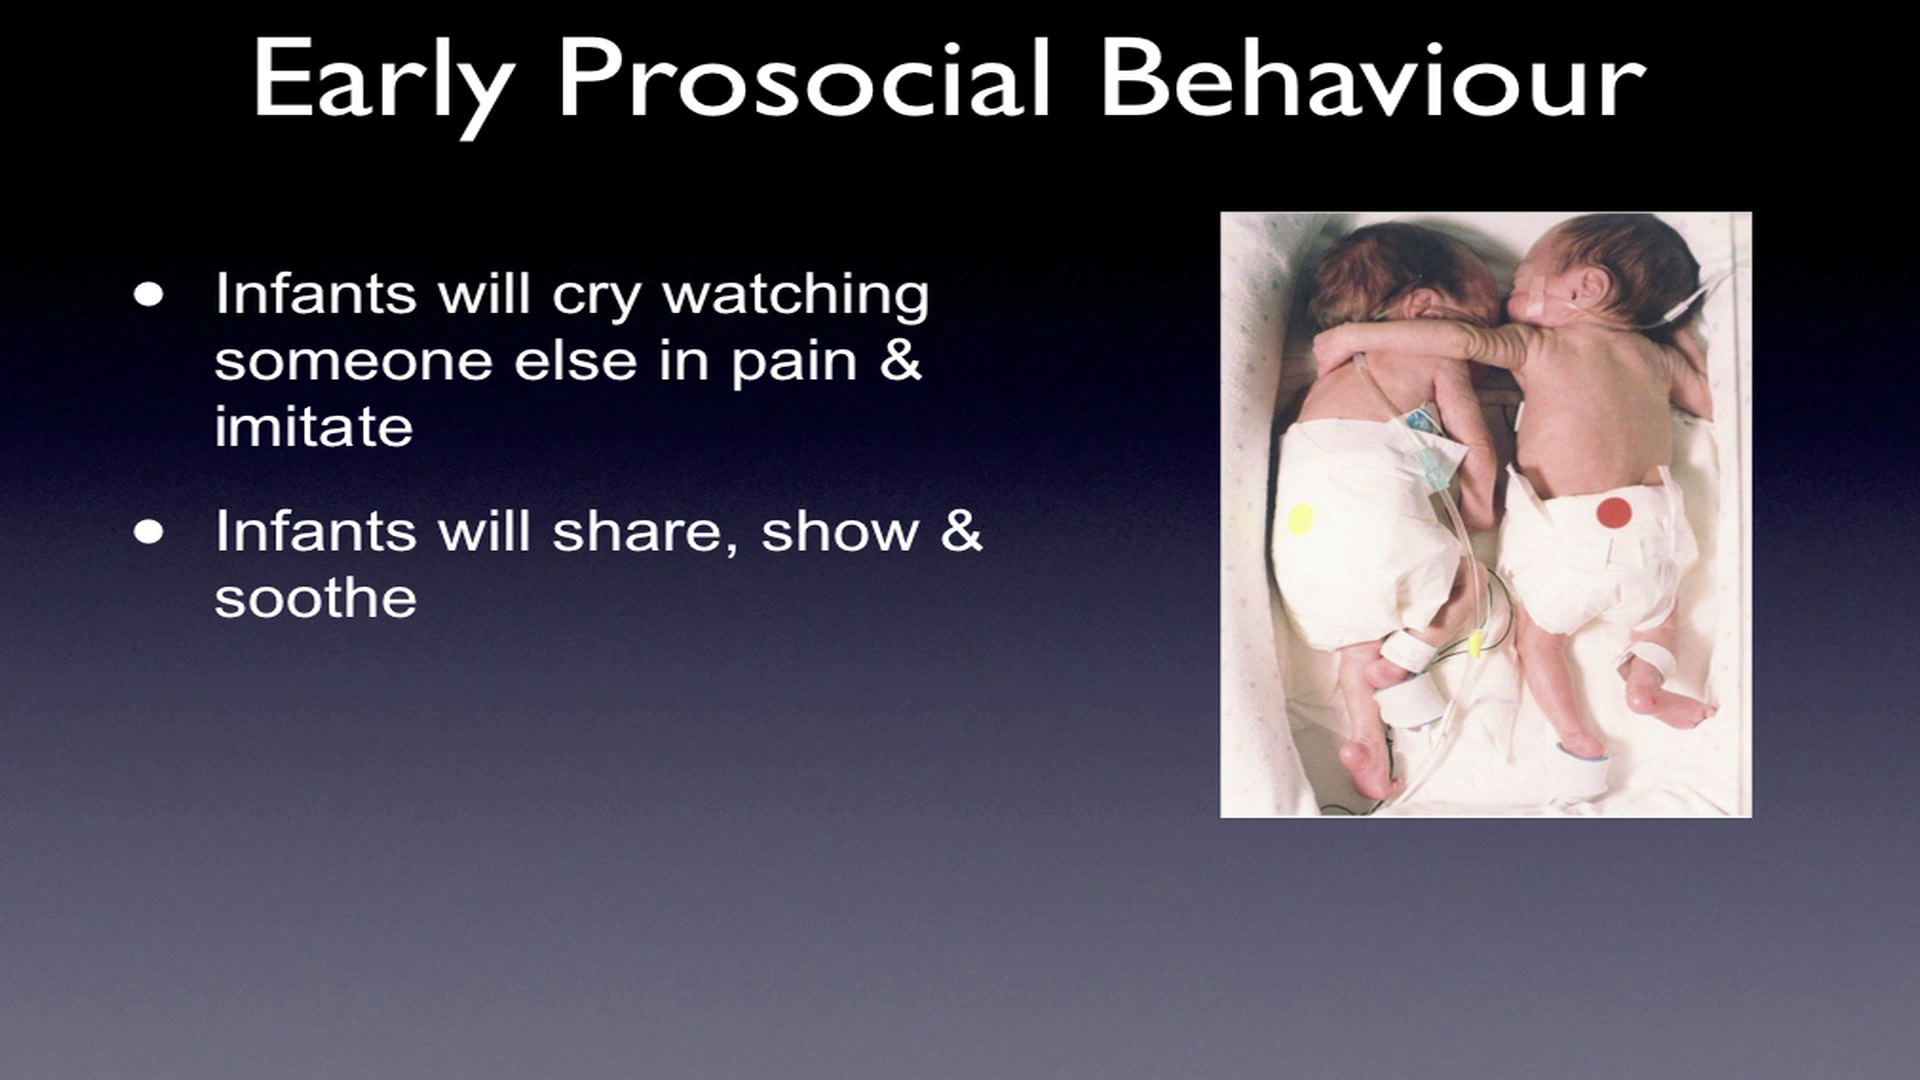 Early Prosocial Behaviour
• Infants will cry watching
someone else in pain &
imitate
• Infants will share, show &
soothe